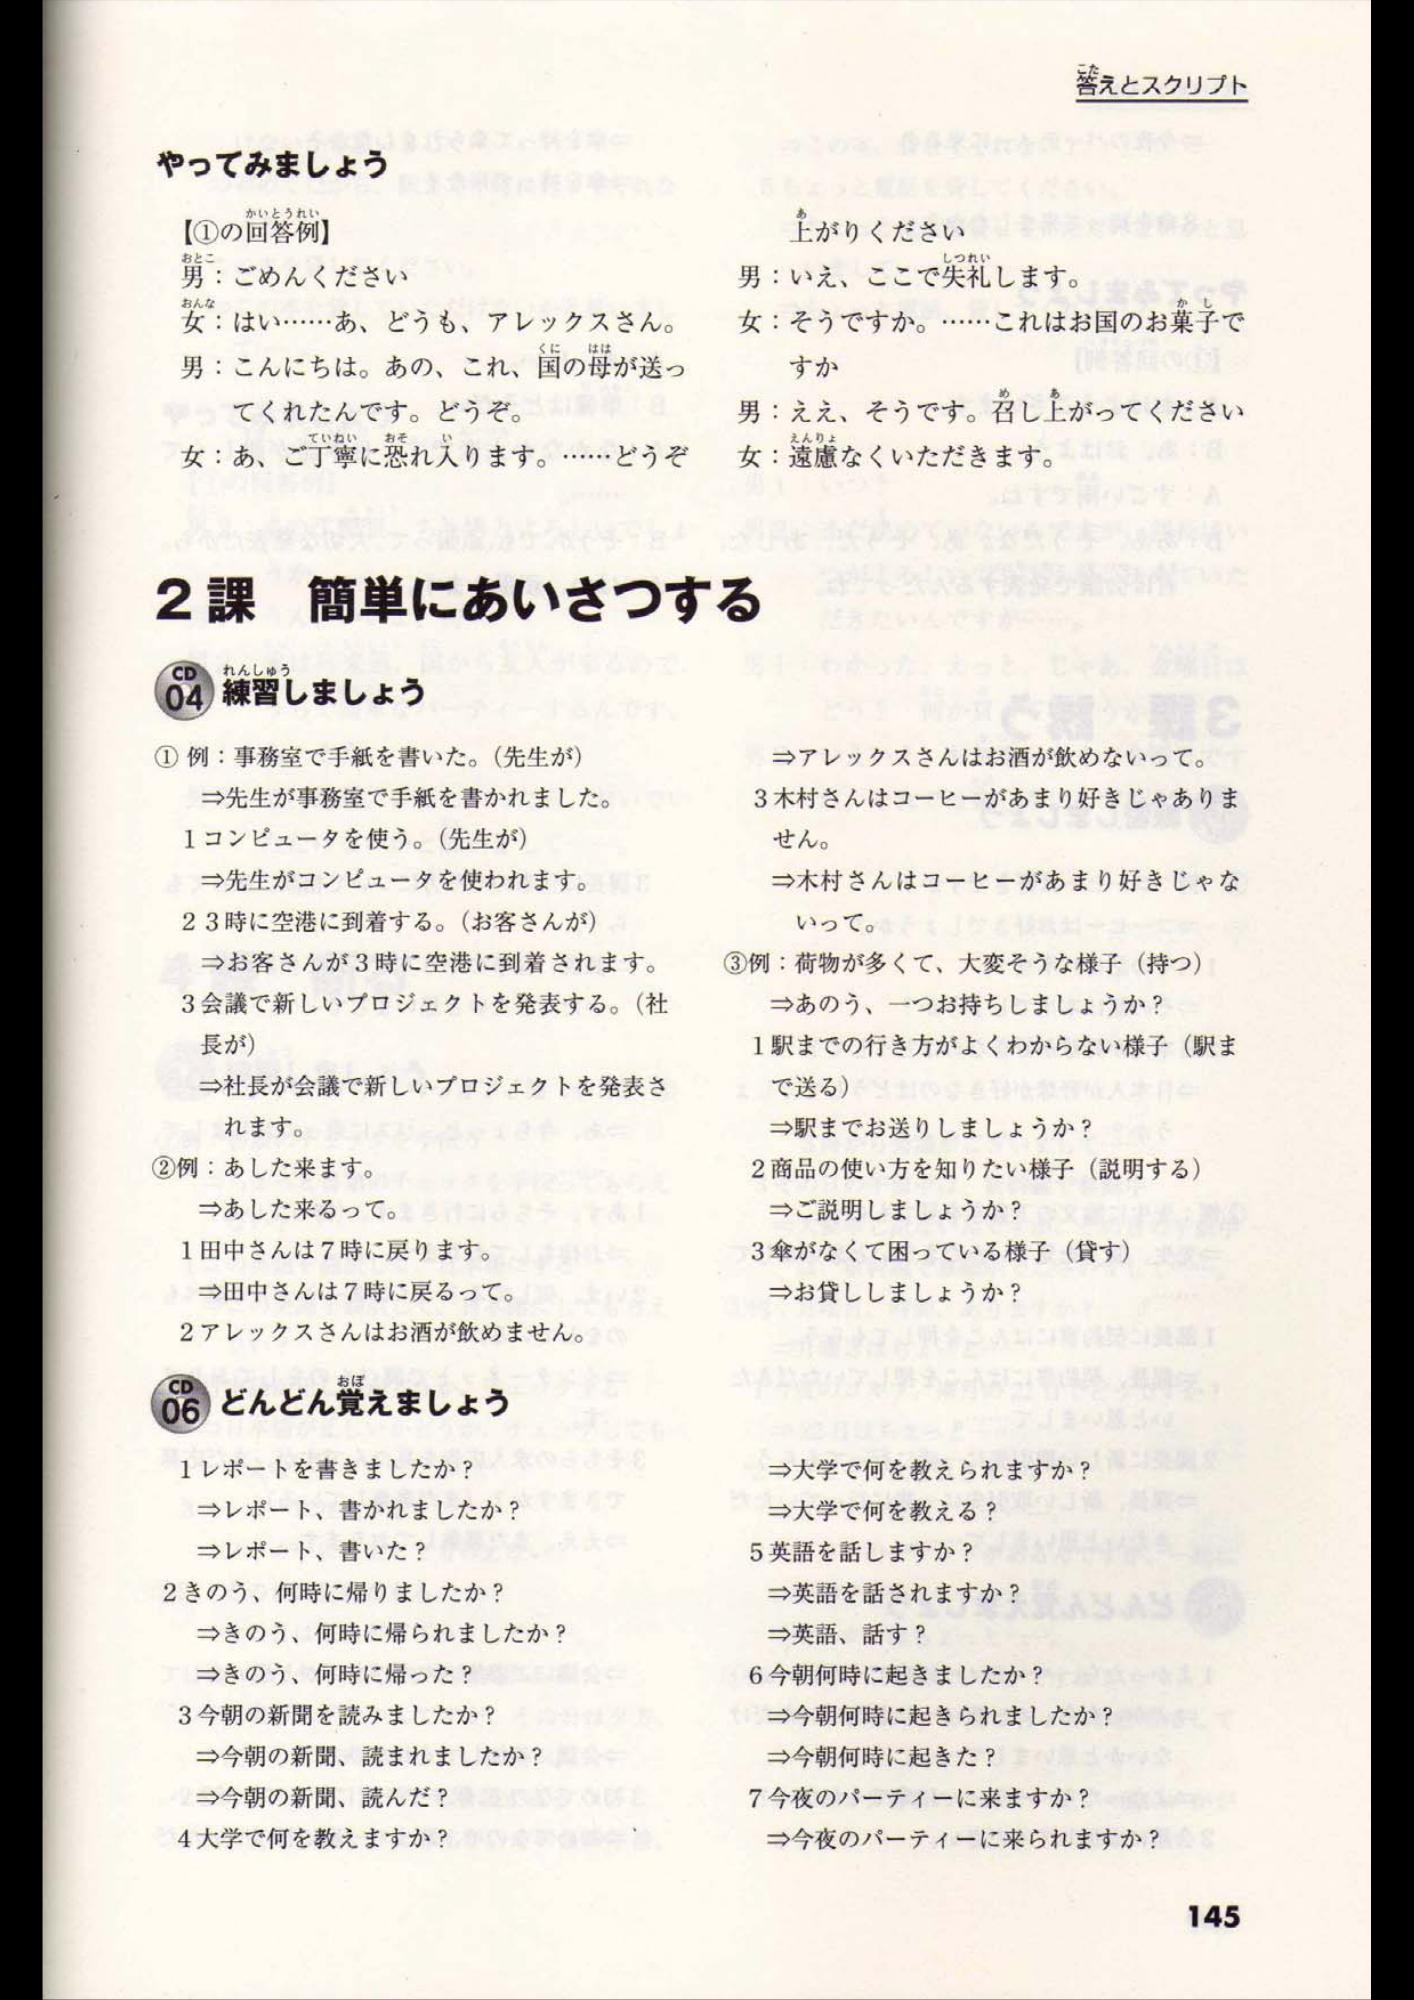 答えとスクリプト
やってみましょう
【①の回答例】
男：ごめんください
女：はい……あ、どうも、アレックスさん。
男：こんにちは。あの、これ、国の母が送っ
てくれたんです。どうぞ。
女：あ、ご丁寧に恐れ入ります。……どうぞ
上がりください
男：いえ、ここで失礼します。
女：そうですか。……これはお国のお菓子で
すか
男：ええ、そうです。召し上がってください
女：遠慮なくいただきます。
2課　簡単にあいさつする
CD 04 練習しましょう
① 例：事務室で手紙を書いた。（先生が）
⇒先生が事務室で手紙を書かれました。
1コンピュータを使う。（先生が）
⇒先生がコンピュータを使われます。
2 3時に空港に到着する。（お客さんが）
⇒お客さんが3時に空港に到着されます。
3会議で新しいプロジェクトを発表する。（社
長が）
⇒社長が会議で新しいプロジェクトを発表さ
れます。
②例：あした来ます。
⇒あした来るって。
1田中さんは7時に戻ります。
⇒田中さんは7時に戻るって。
2アレックスさんはお酒が飲めません。
⇒アレックスさんはお酒が飲めないって。
3木村さんはコーヒーがあまり好きじゃありま
せん。
⇒木村さんはコーヒーがあまり好きじゃな
いって。
③例：荷物が多くて、大変そうな様子（持つ）
⇒あのう、一つお持ちしましょうか？
1駅までの行き方がよくわからない様子（駅ま
で送る）
⇒駅までお送りしましょうか？
2商品の使い方を知りたい様子（説明する）
⇒ご説明しましょうか？
3傘がなくて困っている様子（貸す）
⇒お貸ししましょうか？
CD 06 どんどん覚えましょう
1レポートを書きましたか？
⇒レポート、書かれましたか？
⇒レポート、書いた？
2きのう、何時に帰りましたか？
⇒きのう、何時に帰られましたか？
⇒きのう、何時に帰った？
3今朝の新聞を読みましたか？
⇒今朝の新聞、読まれましたか？
⇒今朝の新聞、読んだ？
4大学で何を教えますか？
⇒大学で何を教えられますか？
⇒大学で何を教える？
5英語を話しますか？
⇒英語を話されますか？
⇒英語、話す？
6今朝何時に起きましたか？
⇒今朝何時に起きられましたか？
⇒今朝何時に起きた？
7今夜のパーティーに来ますか？
⇒今夜のパーティーに来られますか？
145